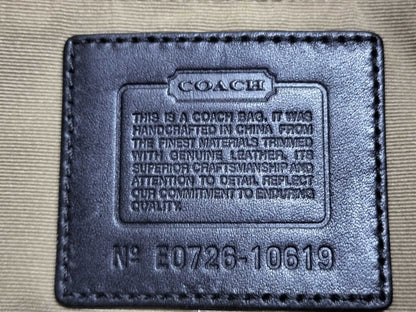 COACH
THIS IS A COACH BAG. IT WAS
HANDCRAFTED IN CHINA FROM
THE FINEST MATERIALS TRIMMED
WITH GENUINE LEATHER. ITS
SUPERIOR CRAFTSMANSHIP AND
ATTENTION TO DETAIL REFLECT
OUR COMMITMENT TO ENDURING
QUALITY.
Nº E0726-10619